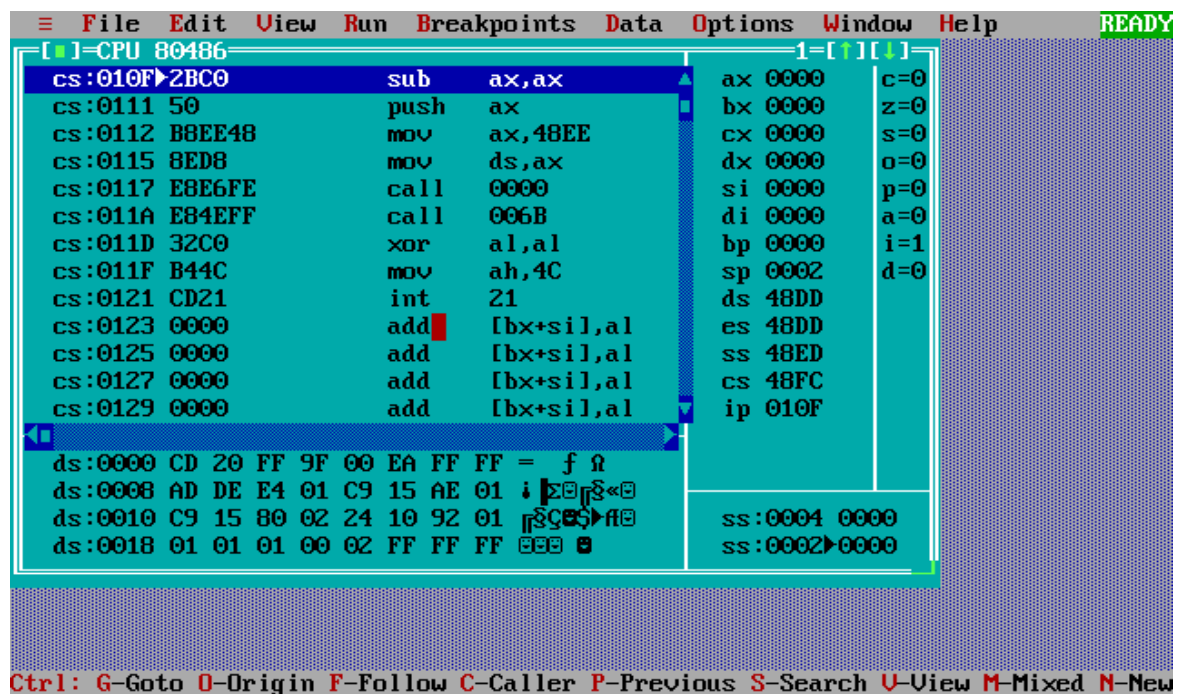 ≡ File Edit View Run Breakpoints Data Options Window Help READY
[■]=CPU 80486 1=[↑][↓]
cs:010F►2BC0 sub ax,ax ax 0000 c=0
cs:0111 50 push ax bx 0000 z=0
cs:0112 B8EE48 mov ax,48EE cx 0000 s=0
cs:0115 8ED8 mov ds,ax dx 0000 o=0
cs:0117 E8E6FE call 0000 si 0000 p=0
cs:011A E84EFF call 006B di 0000 a=0
cs:011D 32C0 xor al,al bp 0000 i=1
cs:011F B44C mov ah,4C sp 0002 d=0
cs:0121 CD21 int 21 ds 48DD
cs:0123 0000 add [bx+si],al es 48DD
cs:0125 0000 add [bx+si],al ss 48ED
cs:0127 0000 add [bx+si],al cs 48FC
cs:0129 0000 add [bx+si],al ip 010F
ds:0000 CD 20 FF 9F 00 EA FF FF = ƒ Ω
ds:0008 AD DE E4 01 C9 15 AE 01 ¡▐Σ☺╔§«☺
ds:0010 C9 15 80 02 24 10 92 01 ╔§Ç☻$►Æ☺ ss:0004 0000
ds:0018 01 01 01 00 02 FF FF FF ☺☺☺ ☻ ss:0002►0000
Ctrl: G-Goto O-Origin F-Follow C-Caller P-Previous S-Search V-View M-Mixed N-New